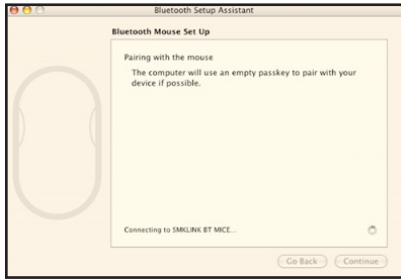 Bluetooth Setup Assistant
Bluetooth Mouse Set Up
Pairing with the mouse
The computer will use an empty passkey to pair with your
device if possible.
Connecting to SMKLINK BT MICE...
Go Back
Continue